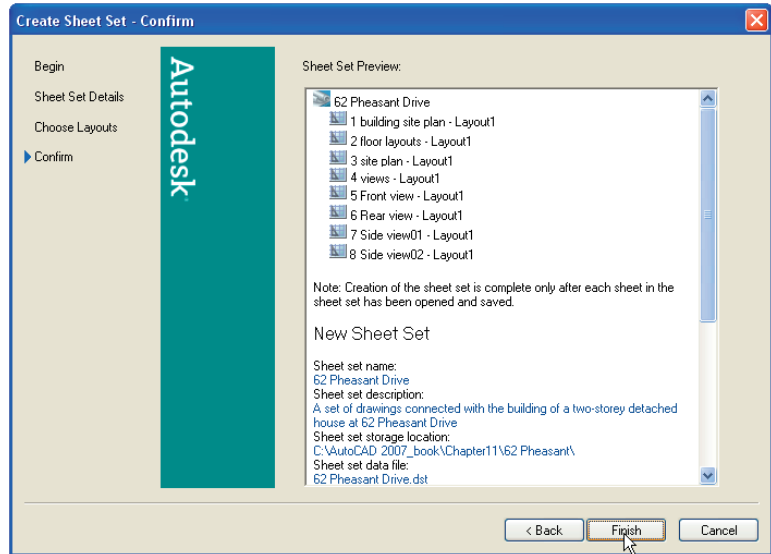 Create Sheet Set - Confirm
Begin
Sheet Set Details
Choose Layouts
Confirm
Autodesk
Sheet Set Preview:
62 Pheasant Drive
1 building site plan - Layout1
2 floor layouts - Layout1
3 site plan - Layout1
4 views - Layout1
5 Front view - Layout1
6 Rear view - Layout1
7 Side view01 - Layout1
8 Side view02 - Layout1
Note: Creation of the sheet set is complete only after each sheet in the
sheet set has been opened and saved.
New Sheet Set
Sheet set name:
62 Pheasant Drive
Sheet set description:
A set of drawings connected with the building of a two-storey detached
house at 62 Pheasant Drive
Sheet set storage location:
C:\AutoCAD 2007_book\Chapter11\62 Pheasant\
Sheet set data file:
62 Pheasant Drive.dst
< Back
Finish
Cancel